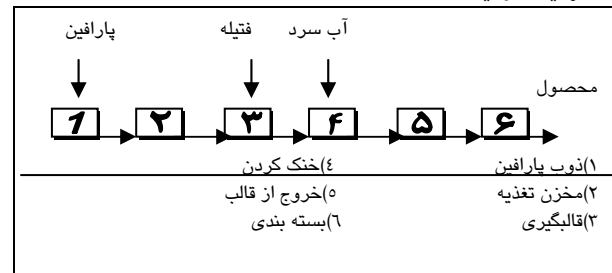 پارافین فتیله آب سرد
محصول
1 ۲ ۳ ۴ ۵ ۶
۱)ذوب پارافین ٤)خنک کردن
۲)مخزن تغذیه ٥)خروج از قالب
۳)قالبگیری ٦)بسته بندی